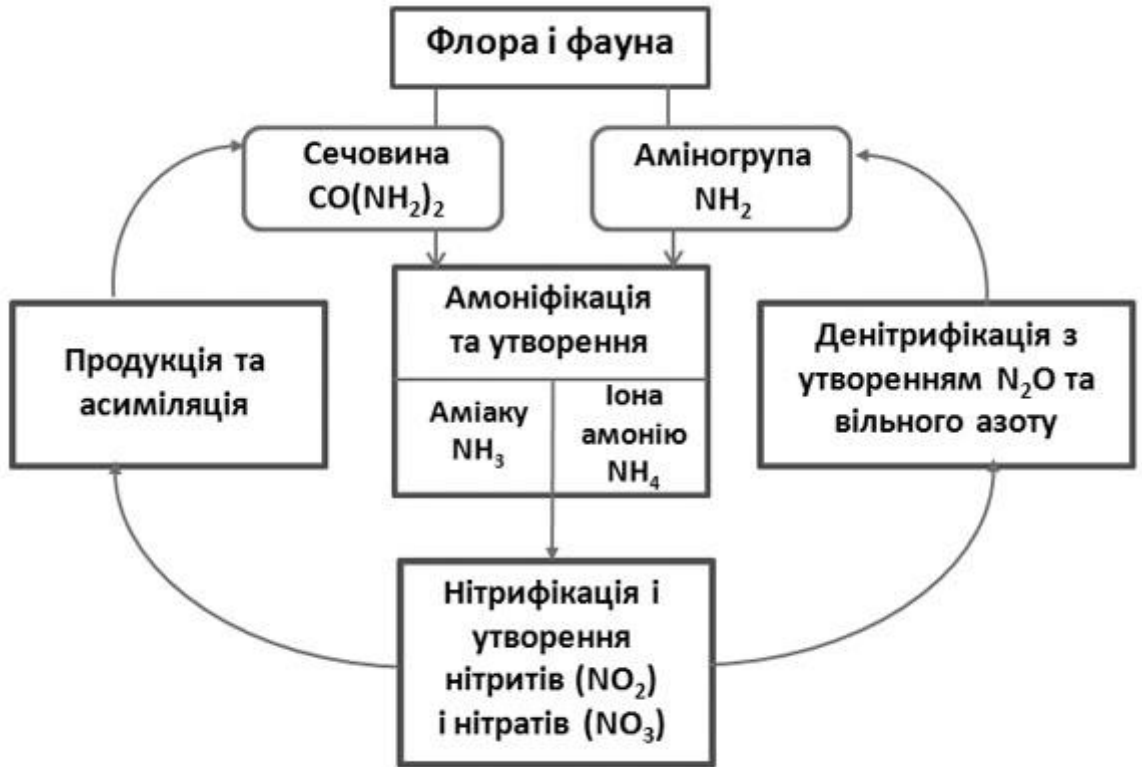 Флора і фауна
Сечовина
CO(NH₂)₂
Аміногрупа
NH₂
Продукція та
асиміляція
Амоніфікація
та утворення
Аміаку
NH₃
Іона
амонію
NH₄
Денітрифікація з
утворенням N₂O та
вільного азоту
Нітрифікація і
утворення
нітритів (NO₂)
і нітратів (NO₃)